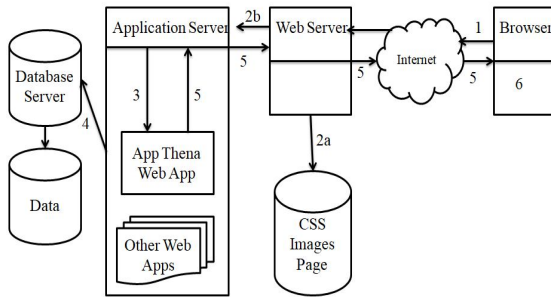 Application Server
2b
Web Server
1
Browser
Database
Server
5
Internet
5
5
6
3
5
4
2a
App Thena
Web App
Data
CSS
Images
Page
Other Web
Apps